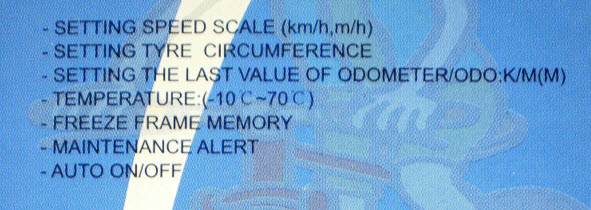 - SETTING SPEED SCALE (km/h,m/h)
- SETTING TYRE CIRCUMFERENCE
- SETTING THE LAST VALUE OF ODOMETER/ODO:K/M(M)
- TEMPERATURE:(-10℃~70℃)
- FREEZE FRAME MEMORY
- MAINTENANCE ALERT
- AUTO ON/OFF